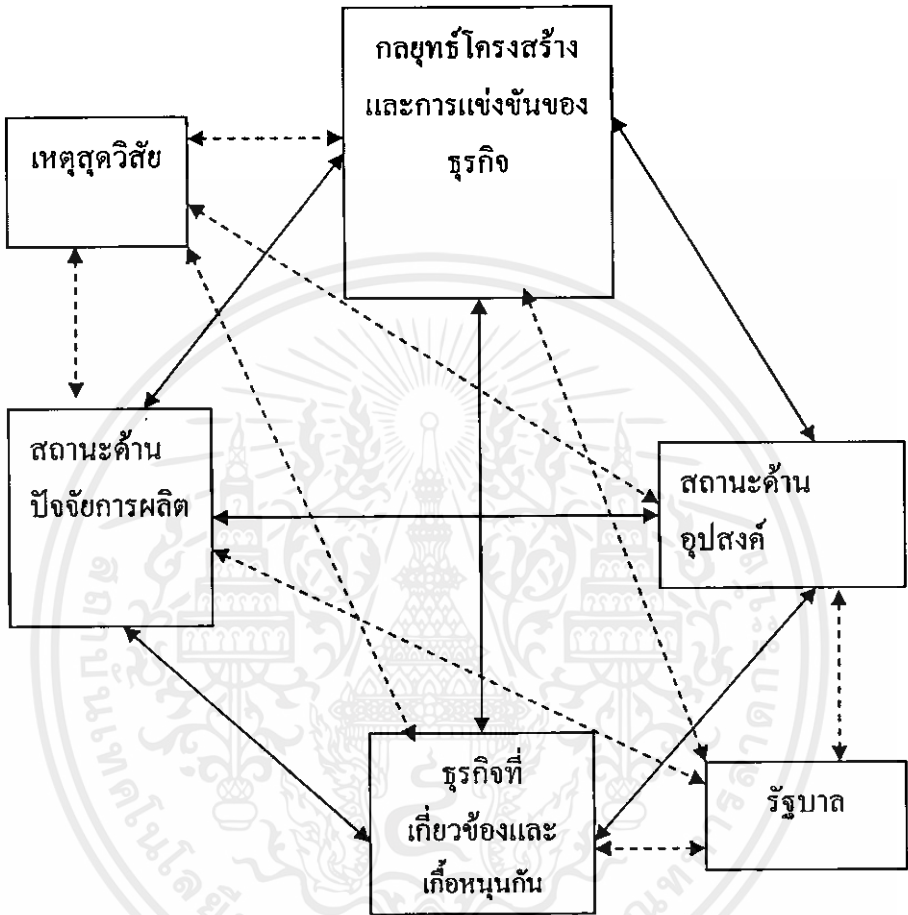 กลยุทธ์โครงสร้าง
และการแข่งขันของ
ธุรกิจ
เหตุสุดวิสัย
สถานะด้าน
ปัจจัยการผลิต
สถานะด้าน
อุปสงค์
ธุรกิจที่
เกี่ยวข้องและ
เกื้อหนุนกัน
รัฐบาล